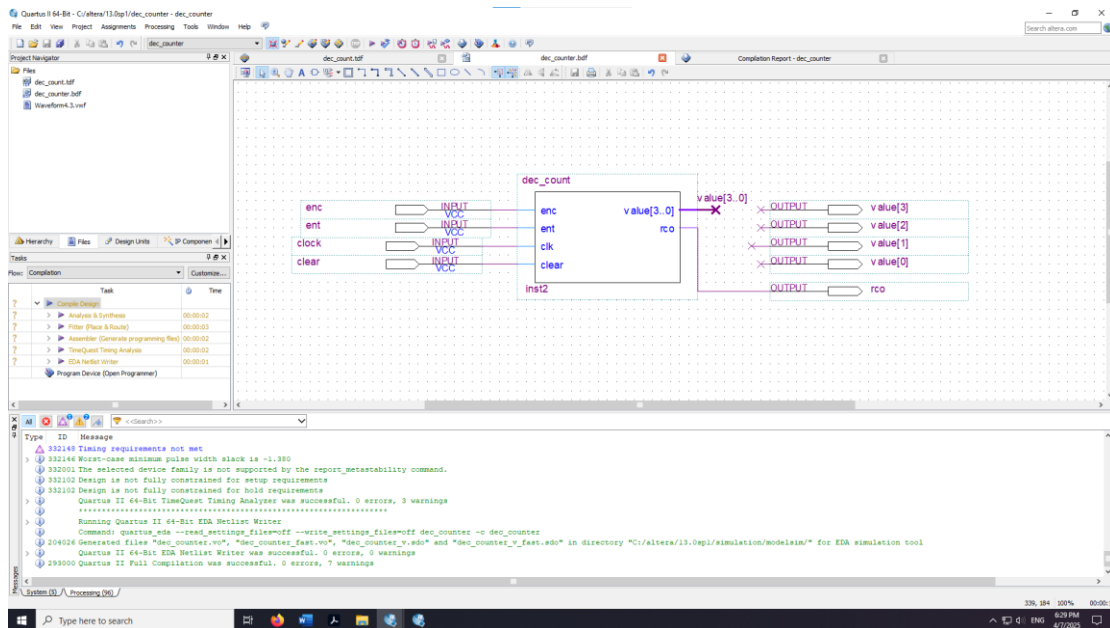 Quartus II 64-Bit - C:/altera/13.0sp1/dec_counter - dec_counter
File Edit View Project Assignments Processing Tools Window Help
Search altera.com
dec_counter
Project Navigator
dec_count.tdf
dec_counter.bdf
Compilation Report - dec_counter
Files
dec_count.tdf
dec_counter.bdf
Waveform4.3.vwf
dec_count
enc INPUT VCC
ent INPUT VCC
clock INPUT VCC
clear INPUT VCC
enc value[3..0]
ent rco
clk
clear
inst2
value[3..0]
OUTPUT value[3]
OUTPUT value[2]
OUTPUT value[1]
OUTPUT value[0]
OUTPUT rco
Hierarchy Files Design Units IP Componen
Tasks
Flow: Compilation Customize...
Task Time
Compile Design
Analysis & Synthesis 00:00:02
Fitter (Place & Route) 00:00:03
Assembler (Generate programming files) 00:00:02
TimeQuest Timing Analysis 00:00:02
EDA Netlist Writer 00:00:01
Program Device (Open Programmer)
All <<Search>>
Type ID Message
332148 Timing requirements not met
332146 Worst-case minimum pulse width slack is -1.380
332001 The selected device family is not supported by the report_metastability command.
332102 Design is not fully constrained for setup requirements
332102 Design is not fully constrained for hold requirements
Quartus II 64-Bit TimeQuest Timing Analyzer was successful. 0 errors, 3 warnings
*******************************************************************
Running Quartus II 64-Bit EDA Netlist Writer
Command: quartus_eda --read_settings_files=off --write_settings_files=off dec_counter -c dec_counter
204026 Generated files "dec_counter.vo", "dec_counter_fast.vo", "dec_counter_v.sdo" and "dec_counter_v_fast.sdo" in directory "C:/altera/13.0sp1/simulation/modelsim/" for EDA simulation tool
Quartus II 64-Bit EDA Netlist Writer was successful. 0 errors, 0 warnings
293000 Quartus II Full Compilation was successful. 0 errors, 7 warnings
Messages
System (5) Processing (96)
339, 184 100% 00:00:
Type here to search
ENG
6:29 PM
4/7/2025